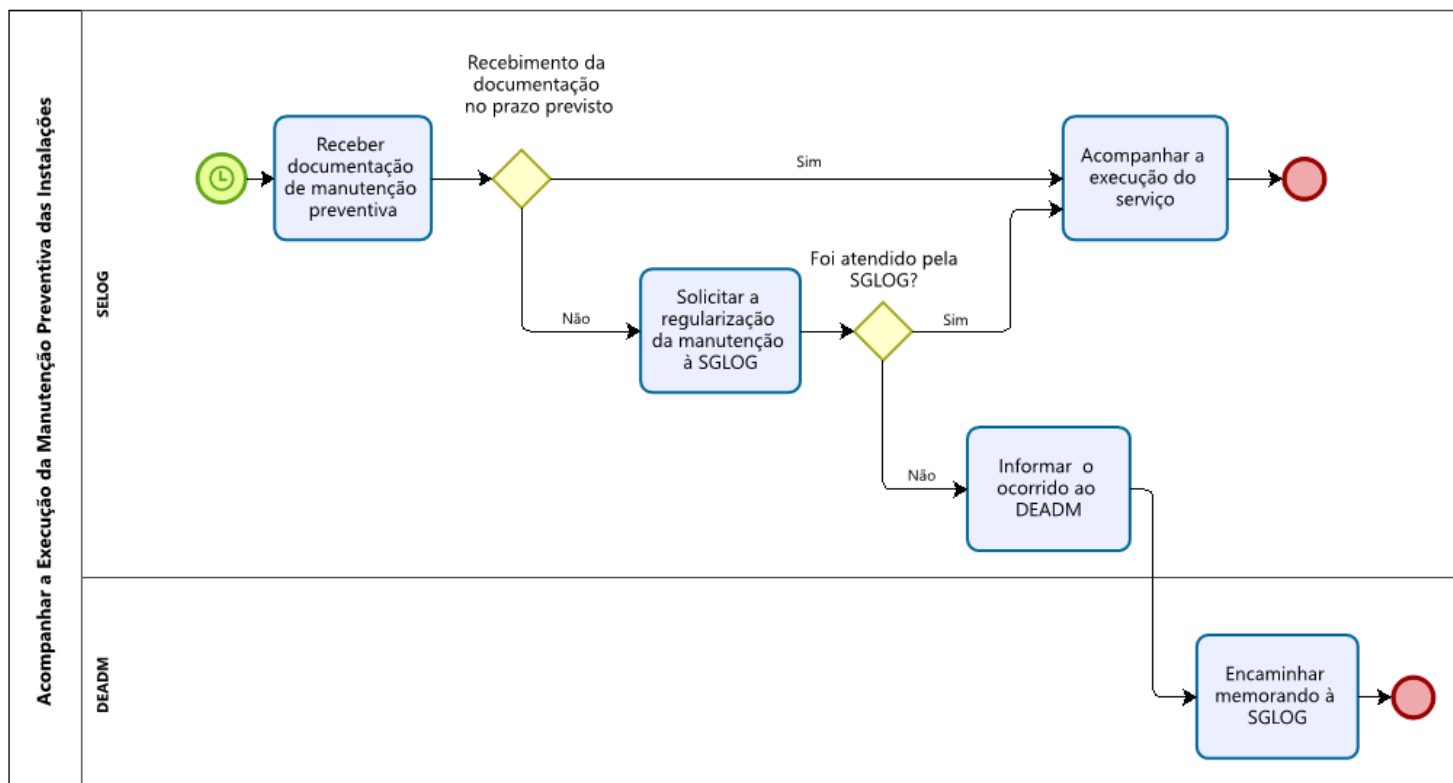 Acompanhar a Execução da Manutenção Preventiva das Instalações
SELOG
Receber
documentação
de manutenção
preventiva
Recebimento da
documentação
no prazo previsto
Sim
Acompanhar a
execução do
serviço
Não
Solicitar a
regularização
da manutenção
à SGLOG
Foi atendido pela
SGLOG?
Sim
Não
Informar o
ocorrido ao
DEADM
DEADM
Encaminhar
memorando à
SGLOG